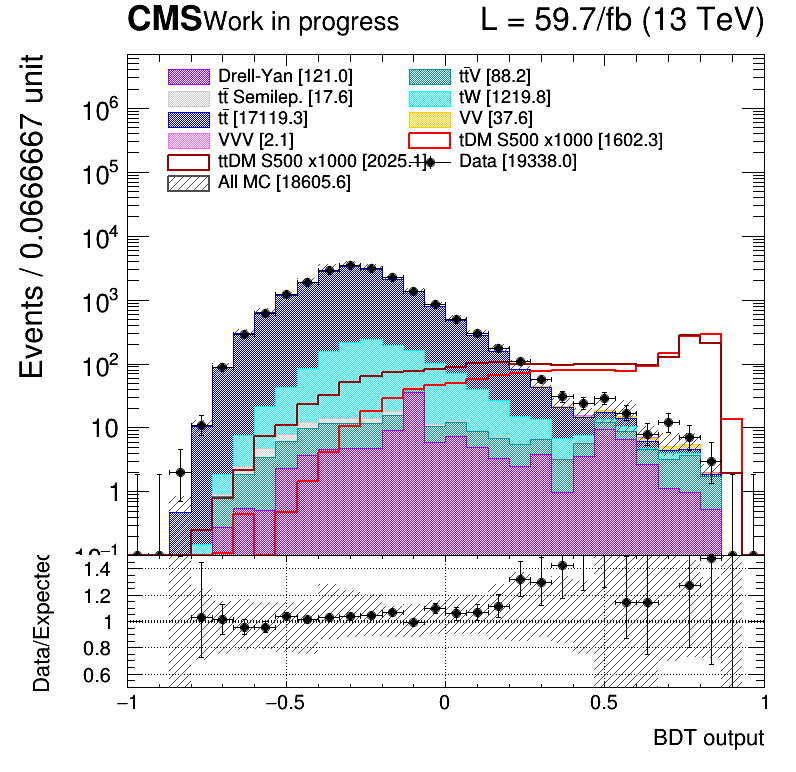 CMS Work in progress L = 59.7/fb (13 TeV)
Events / 0.0666667 unit
Drell-Yan [121.0] tt̄V [88.2]
tt̄ Semilep. [17.6] tW [1219.8]
tt̄ [17119.3] VV [37.6]
VVV [2.1] tDM S500 x1000 [1602.3]
ttDM S500 x1000 [2025.1] Data [19338.0]
All MC [18605.6]
10⁶
10⁵
10⁴
10³
10²
10
1
10⁻¹
Data/Expected
1.4
1.2
1
0.8
0.6
−1 −0.5 0 0.5 1
BDT output